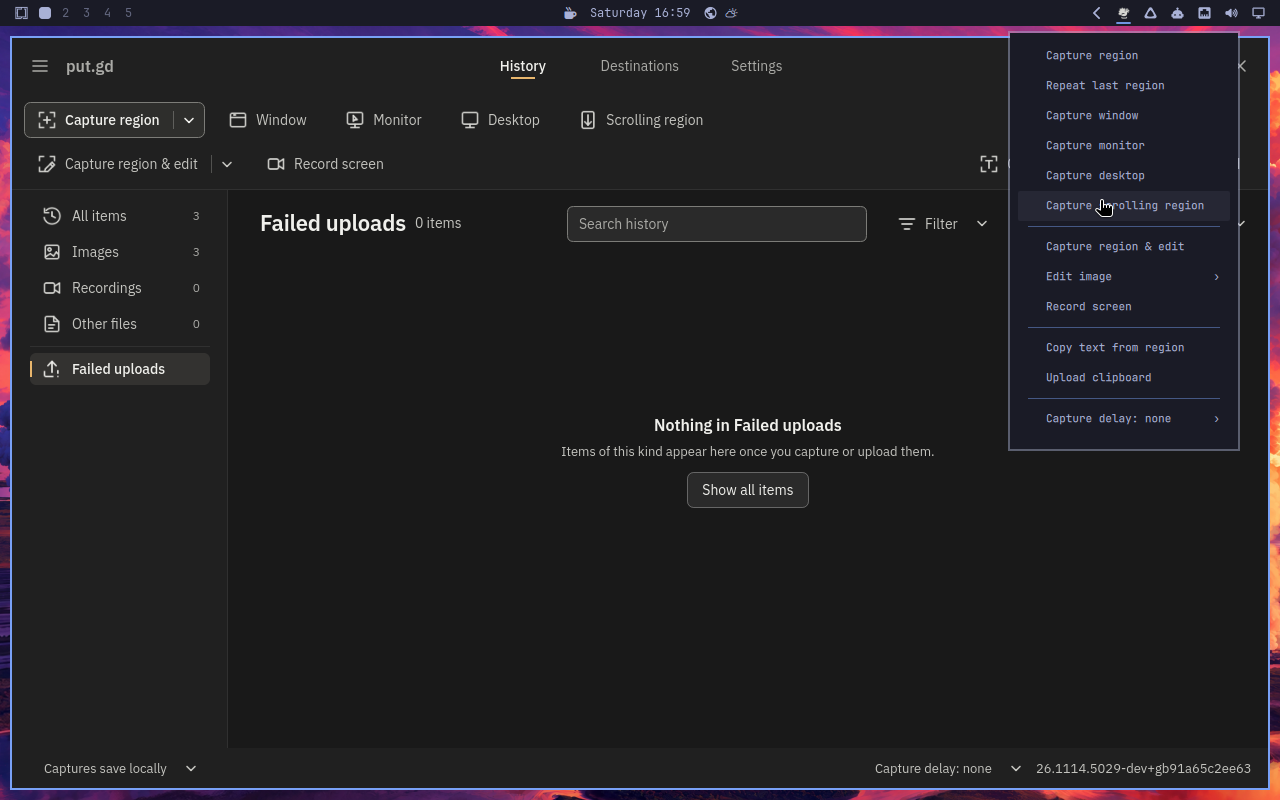 2 3 4 5
Saturday 16:59
put.gd
History
Destinations
Settings
Capture region
Window
Monitor
Desktop
Scrolling region
Capture region & edit
Record screen
All items 3
Images 3
Recordings 0
Other files 0
Failed uploads
Failed uploads 0 items
Search history
Filter
Nothing in Failed uploads
Items of this kind appear here once you capture or upload them.
Show all items
Capture region
Repeat last region
Capture window
Capture monitor
Capture desktop
Capture scrolling region
Capture region & edit
Edit image
Record screen
Copy text from region
Upload clipboard
Capture delay: none
Captures save locally
Capture delay: none
26.1114.5029-dev+gb91a65c2ee63